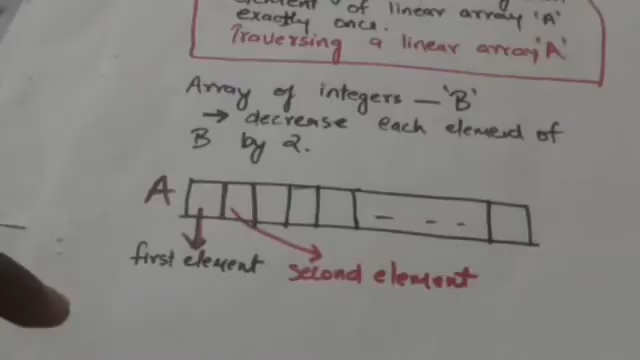 of linear array 'A'
exactly once.
Traversing a linear array 'A'
Array of integers — 'B'
→ decrease each element of
B by 2.
A
- - -
first element
second element